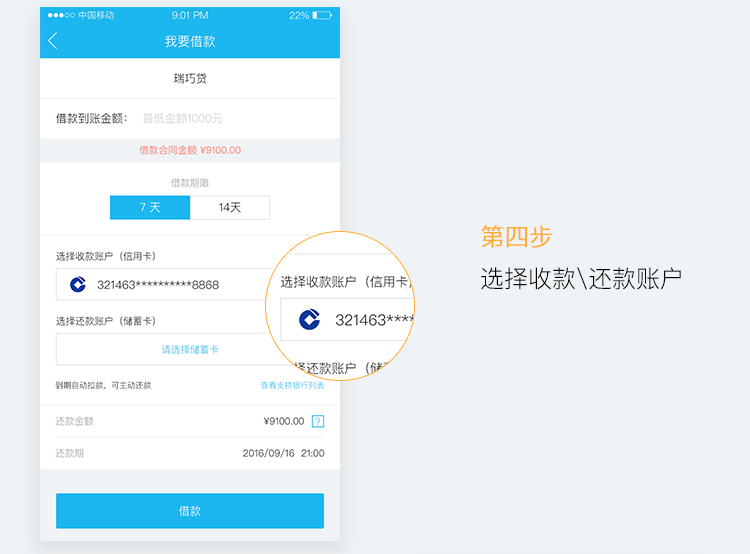 中国移动 9:01 PM 22%
我要借款
瑞巧贷
借款到账金额： 最低金额1000元
借款合同金额 ¥9100.00
借款期限
7 天 14天
选择收款账户（信用卡）
321463**********8868
选择还款账户（储蓄卡）
请选择储蓄卡
到期自动扣款，可主动还款 查看支持银行列表
还款金额 ¥9100.00 ?
还款期 2016/09/16 21:00
借款
选择收款账户（信用卡）
321463****
择还款账户（储蓄
第四步
选择收款\还款账户